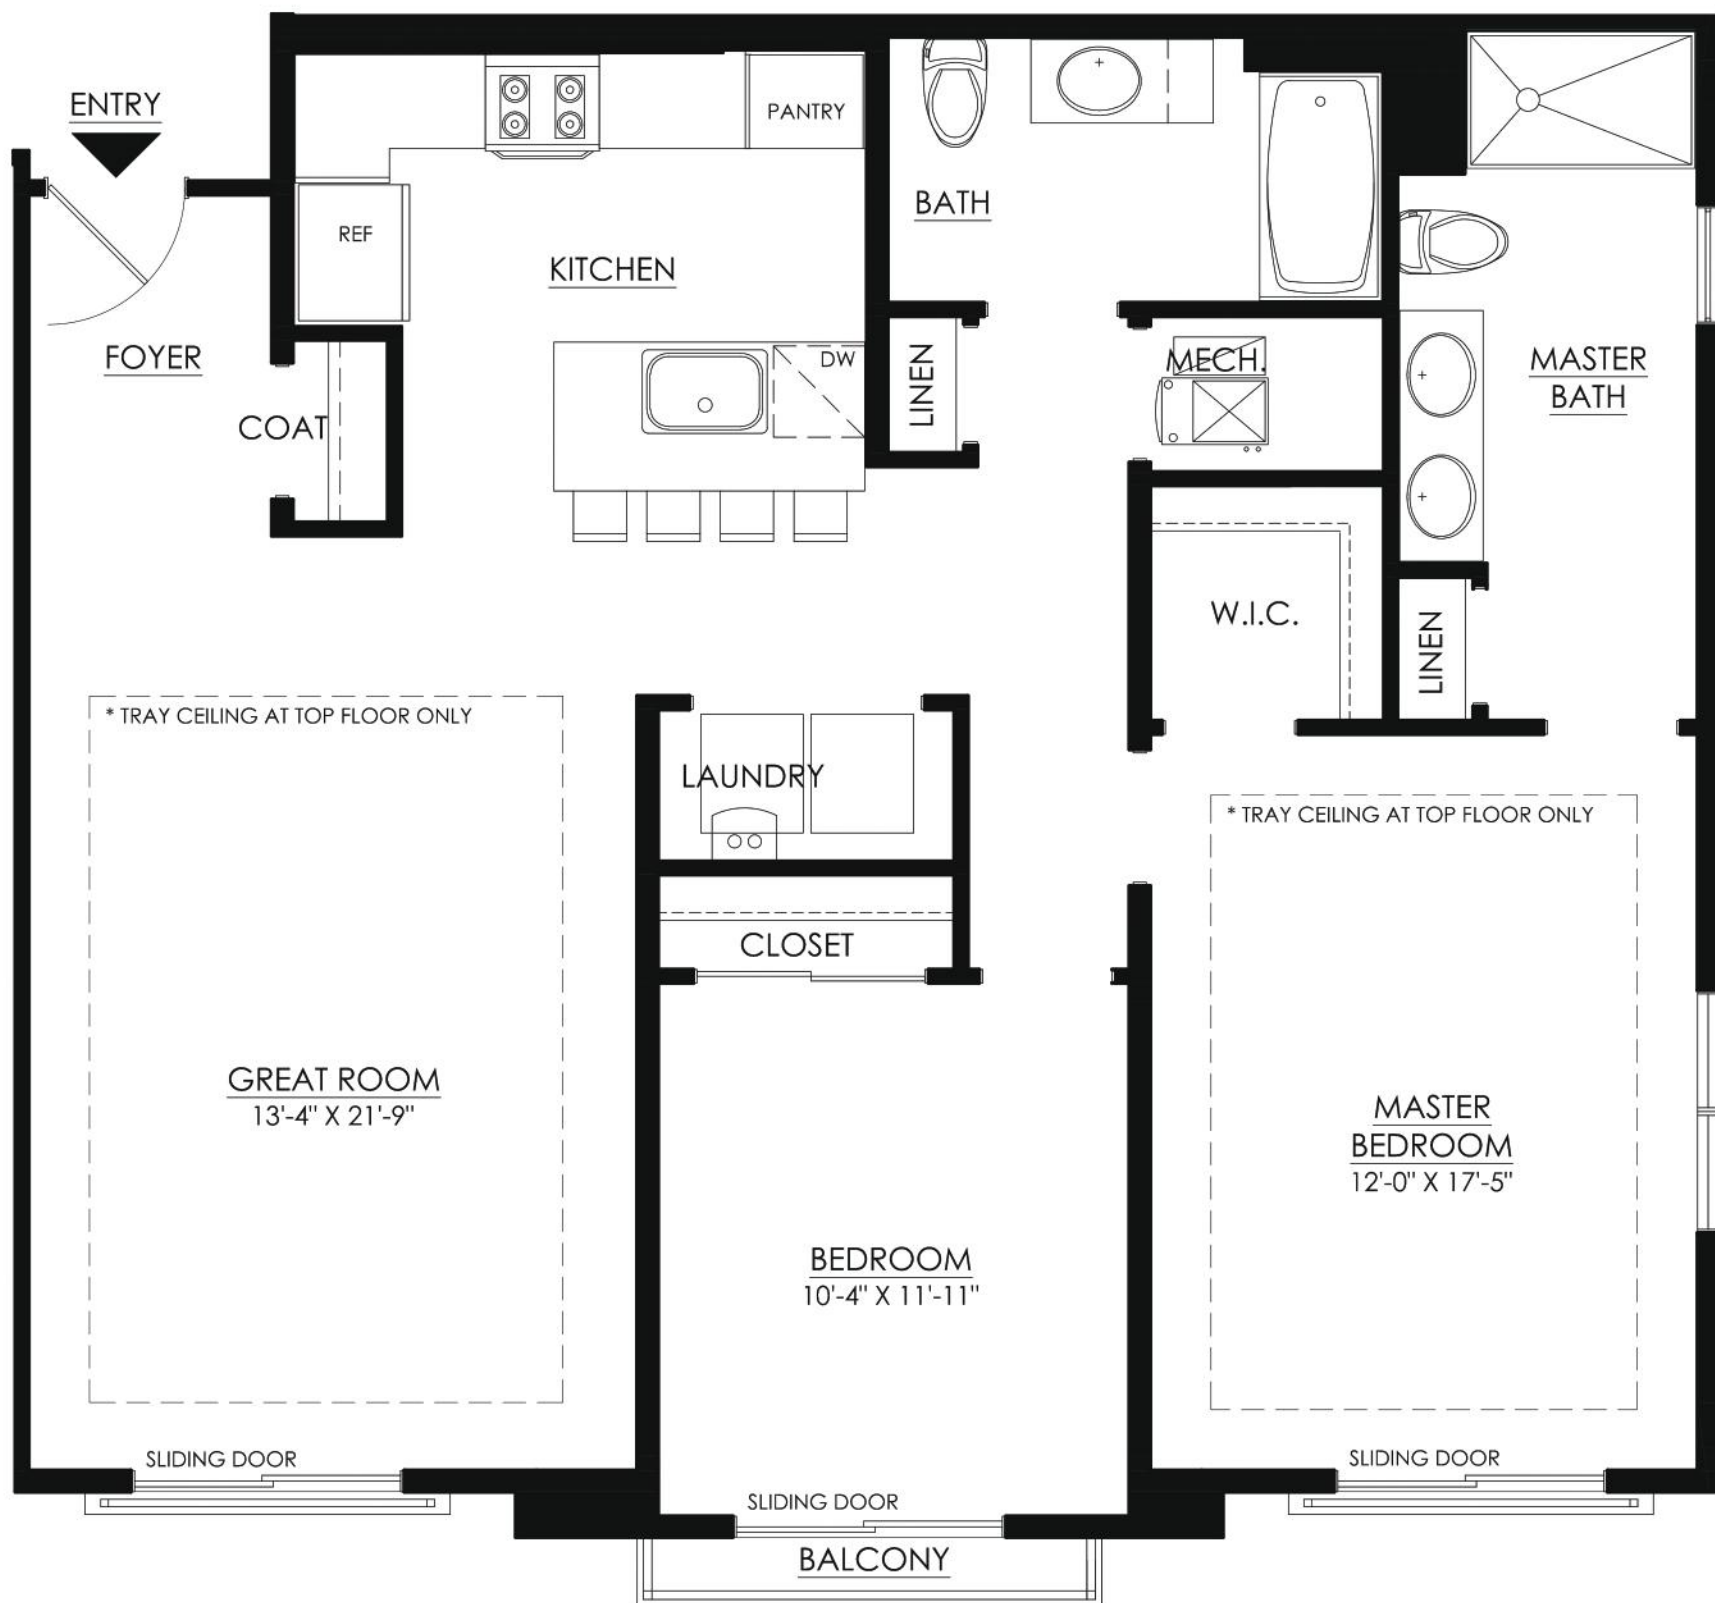 ENTRY
PANTRY
BATH
REF
KITCHEN
FOYER
DW
MECH.
MASTER
BATH
LINEN
COAT
W.I.C.
LINEN
* TRAY CEILING AT TOP FLOOR ONLY
LAUNDRY
* TRAY CEILING AT TOP FLOOR ONLY
CLOSET
GREAT ROOM
13'-4" X 21'-9"
MASTER
BEDROOM
12'-0" X 17'-5"
BEDROOM
10'-4" X 11'-11"
SLIDING DOOR
SLIDING DOOR
SLIDING DOOR
BALCONY